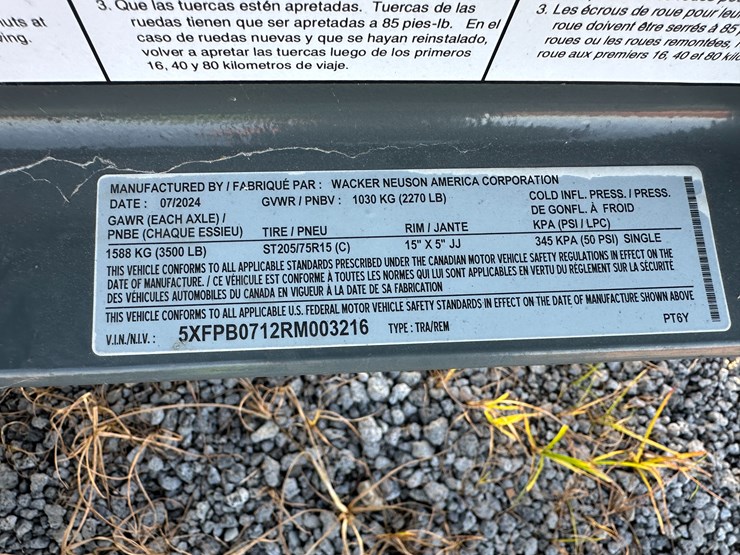 nuts at
ving.
3. Que las tuercas estén apretadas. Tuercas de las
ruedas tienen que ser apretadas a 85 pies-lb. En el
caso de ruedas nuevas y que se hayan reinstalado,
volver a apretar las tuercas luego de los primeros
16, 40 y 80 kilometros de viaje.
3. Les écrous de roue pour jeu
roue doivent être serrés à 85
roues ou les roues remontées,
roue aux premiers 16, 40 et 80 kil
MANUFACTURED BY / FABRIQUÉ PAR : WACKER NEUSON AMERICA CORPORATION
DATE : 07/2024 GVWR / PNBV : 1030 KG (2270 LB) COLD INFL. PRESS. / PRESS.
DE GONFL. À FROID
GAWR (EACH AXLE) /
PNBE (CHAQUE ESSIEU) TIRE / PNEU RIM / JANTE KPA (PSI / LPC)
1588 KG (3500 LB) ST205/75R15 (C) 15" X 5" JJ 345 KPA (50 PSI) SINGLE
THIS VEHICLE CONFORMS TO ALL APPLICABLE STANDARDS PRESCRIBED UNDER THE CANADIAN MOTOR VEHICLE SAFETY REGULATIONS IN EFFECT ON THE
DATE OF MANUFACTURE. / CE VÉHICULE EST CONFORME À TOUTES LES NORMES QUI LUI SONT APPLICABLES EN VERTU DU RÈGLEMENT SUR LA SÉCURITÉ
DES VÉHICULES AUTOMOBILES DU CANADA EN VIGUEUR À LA DATE DE SA FABRICATION
THIS VEHICLE CONFORMS TO ALL APPLICABLE U.S. FEDERAL MOTOR VEHICLE SAFETY STANDARDS IN EFFECT ON THE DATE OF MANUFACTURE SHOWN ABOVE
V.I.N./N.I.V. : 5XFPB0712RM003216 TYPE : TRA/REM PT6Y